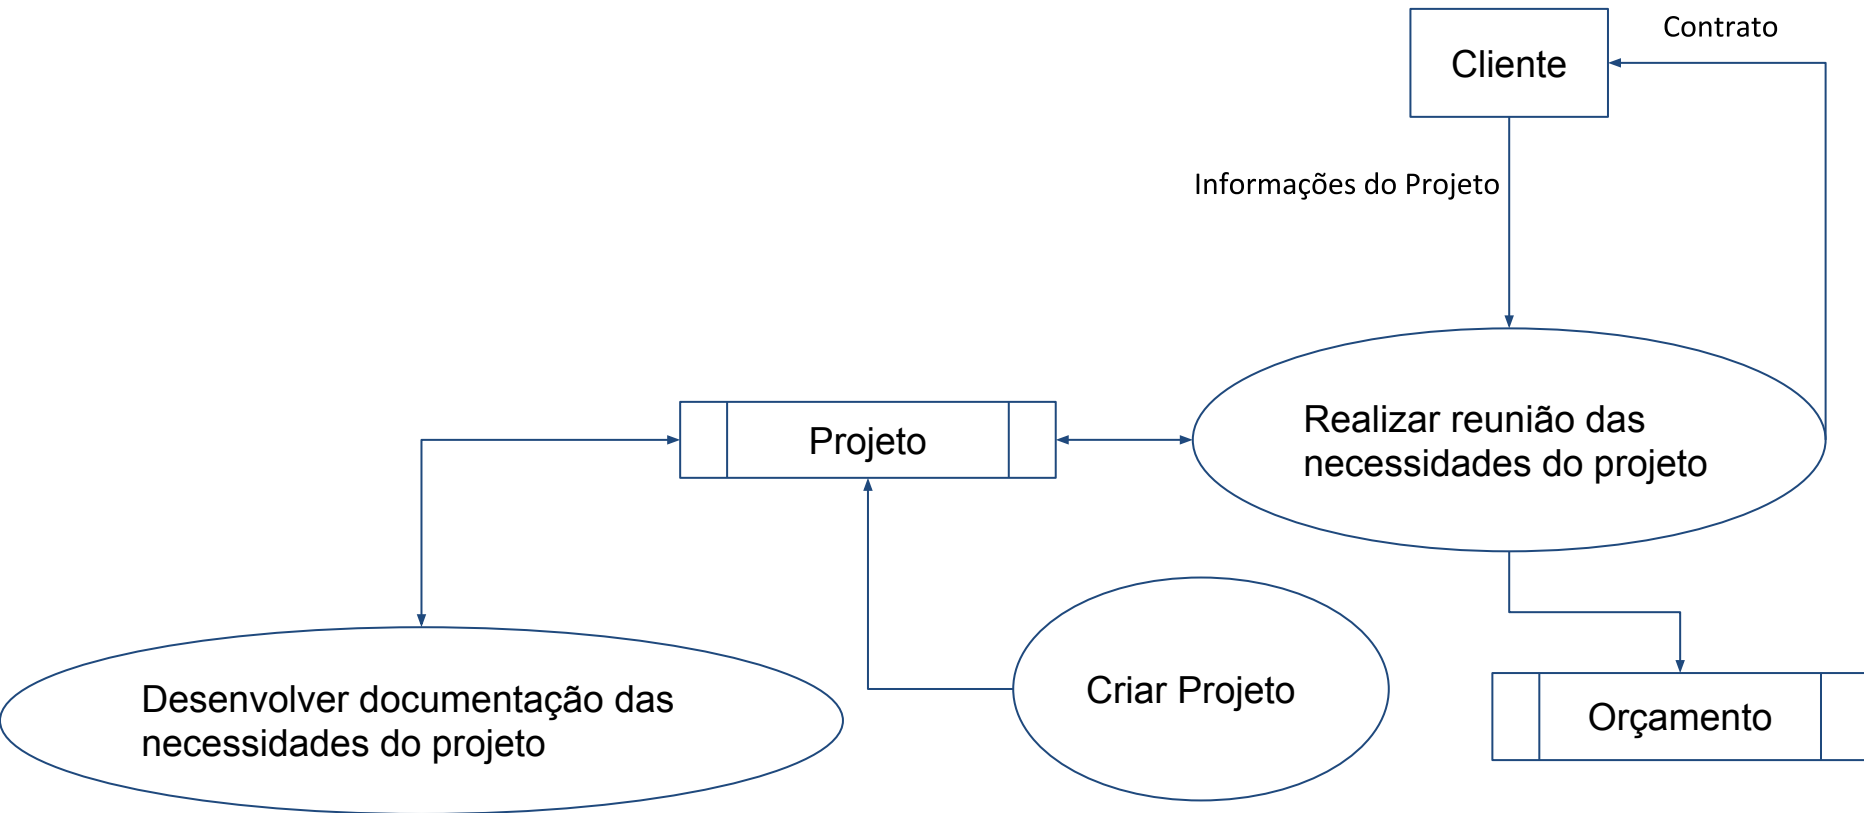 Contrato
Cliente
Informações do Projeto
Realizar reunião das
necessidades do projeto
Projeto
Criar Projeto
Desenvolver documentação das
necessidades do projeto
Orçamento